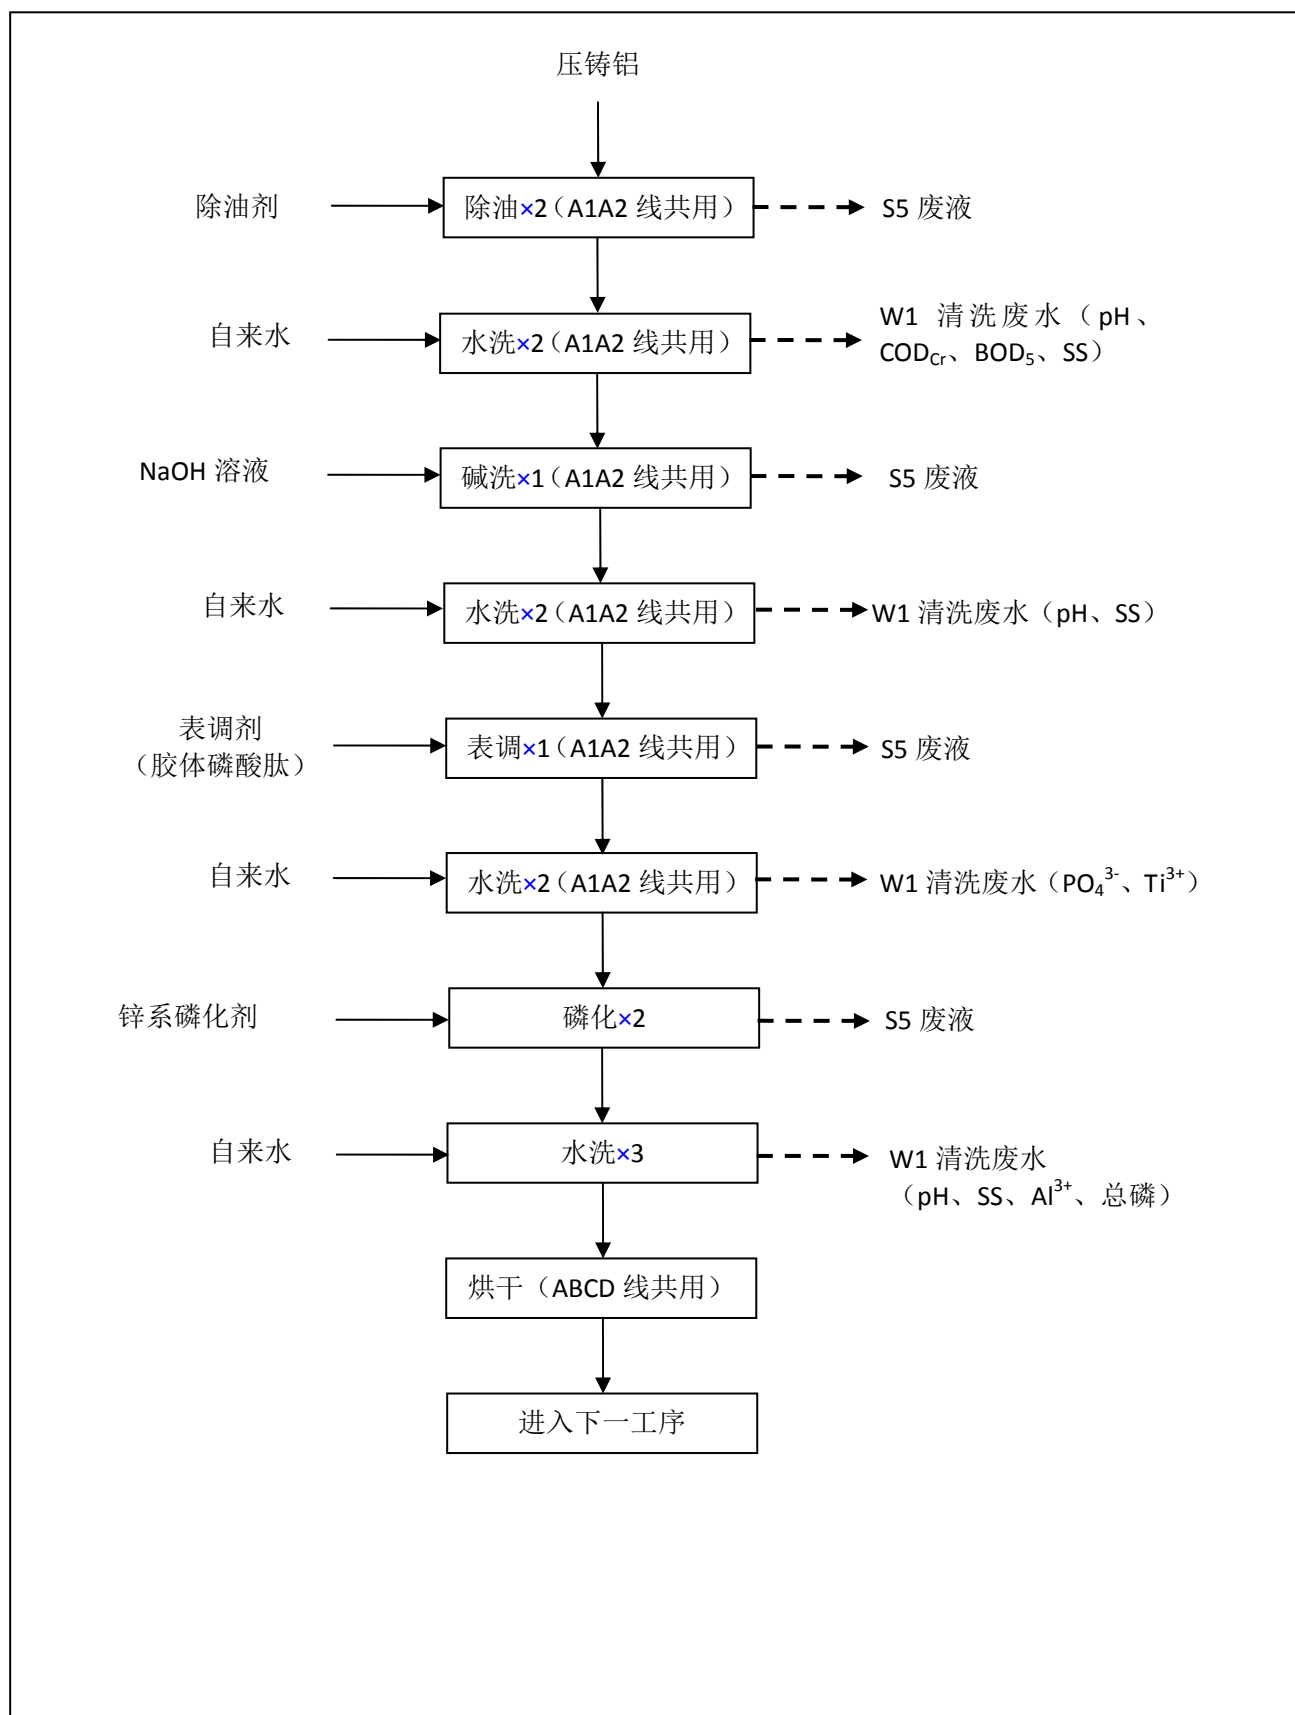 压铸铝
除油剂
除油×2（A1A2 线共用）
S5 废液
自来水
水洗×2（A1A2 线共用）
W1 清洗废水（pH、
COD_Cr、BOD_5、SS）
NaOH 溶液
碱洗×1（A1A2 线共用）
S5 废液
自来水
水洗×2（A1A2 线共用）
W1 清洗废水（pH、SS）
表调剂
（胶体磷酸肽）
表调×1（A1A2 线共用）
S5 废液
自来水
水洗×2（A1A2 线共用）
W1 清洗废水（PO₄³⁻、Ti³⁺）
锌系磷化剂
磷化×2
S5 废液
自来水
水洗×3
W1 清洗废水
（pH、SS、Al³⁺、总磷）
烘干（ABCD 线共用）
进入下一工序